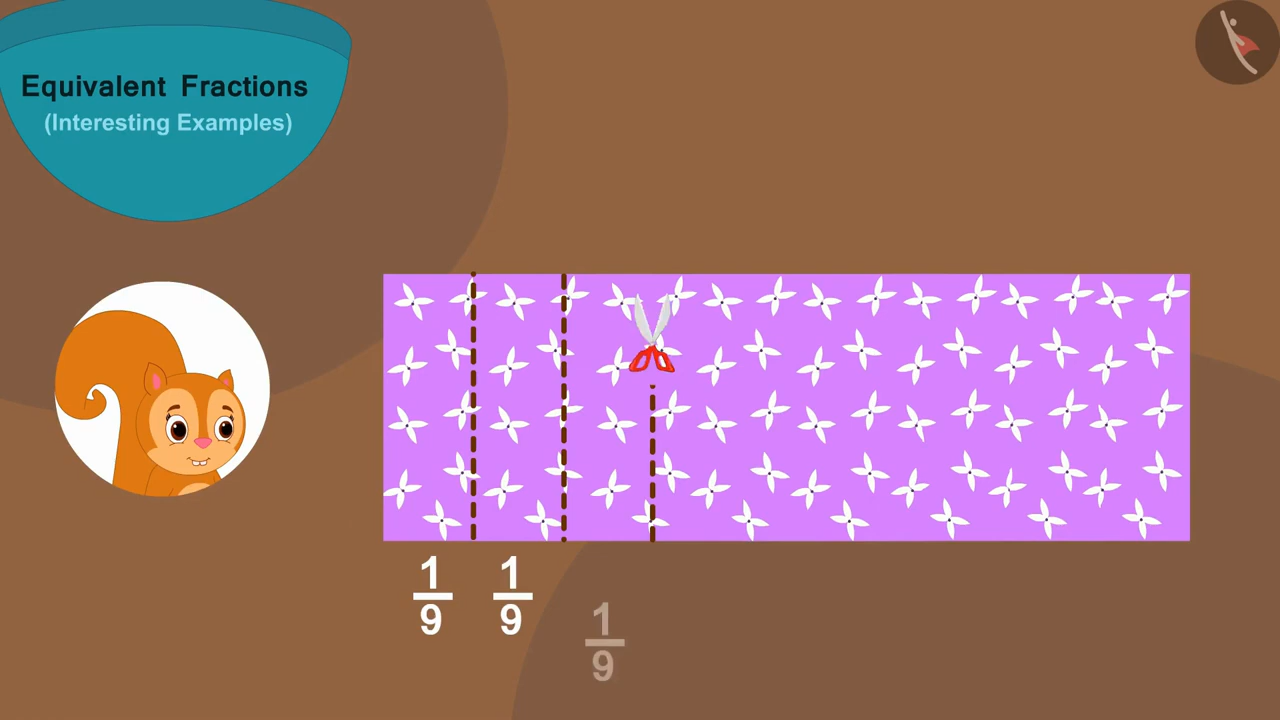 Equivalent Fractions
(Interesting Examples)
1 1
9 9
1
9